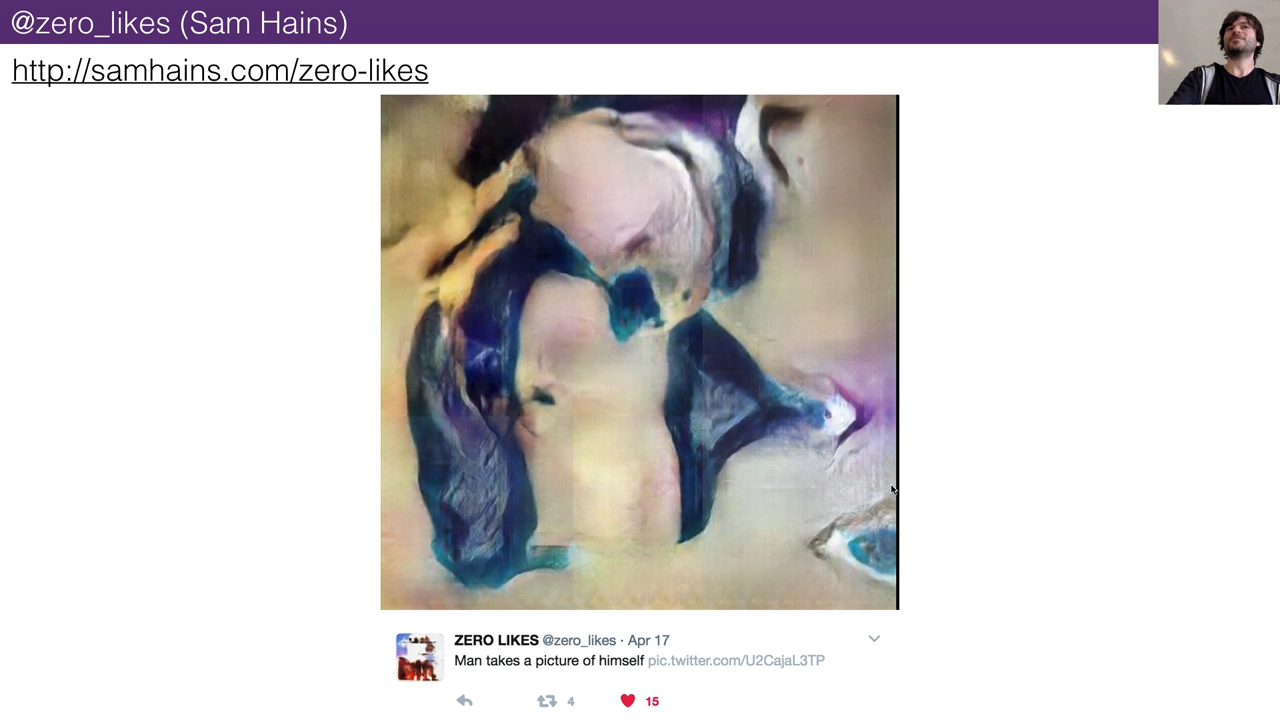 @zero_likes (Sam Hains)
http://samhains.com/zero-likes
ZERO LIKES @zero_likes · Apr 17
Man takes a picture of himself pic.twitter.com/U2CajaL3TP
4
15